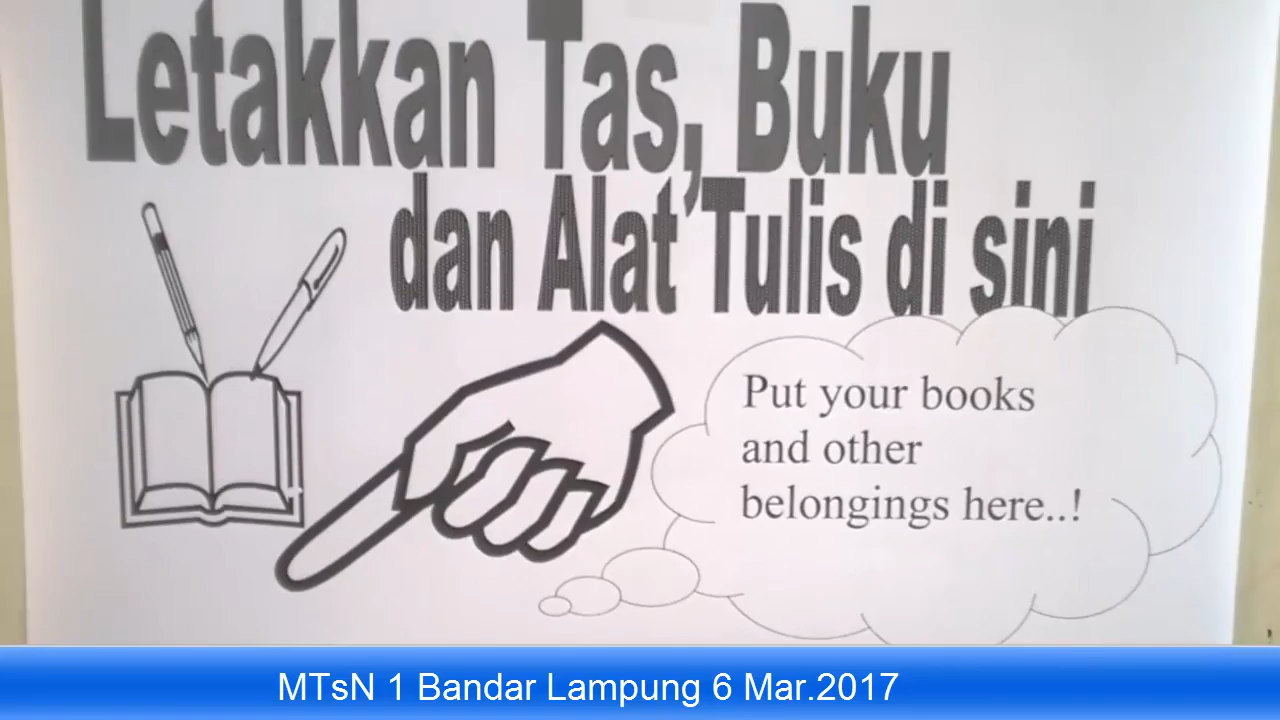 Letakkan Tas, Buku
dan Alat Tulis di sini
Put your books
and other
belongings here..!
MTsN 1 Bandar Lampung 6 Mar.2017